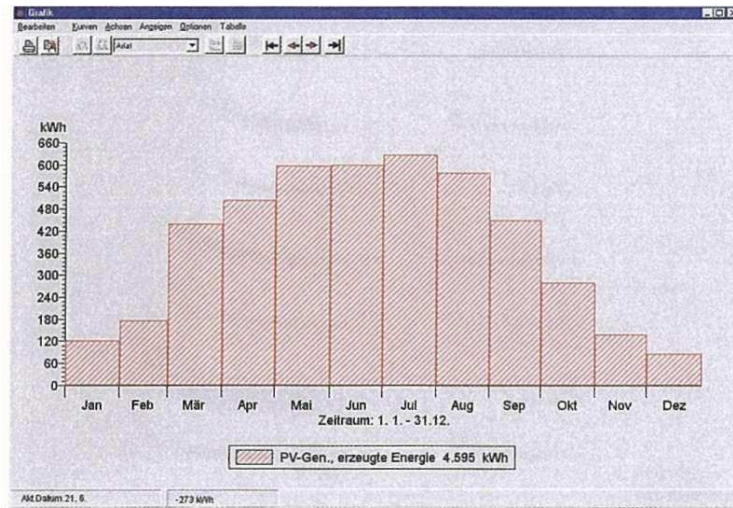 Grafik
Bearbeiten Kurven Achsen Anzeigen Optionen Tabelle
Arial
kWh
660
600
540
480
420
360
300
240
180
120
60
0
Jan Feb Mär Apr Mai Jun Jul Aug Sep Okt Nov Dez
Zeitraum: 1. 1. - 31.12.
PV-Gen., erzeugte Energie 4.595 kWh
Akt.Datum: 21. 6. -273 kWh